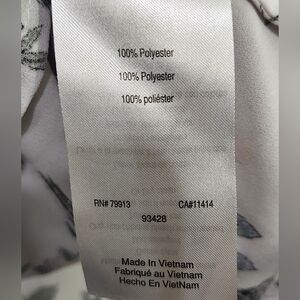 100% Polyester
100% Polyester
100% poliéster
RN# 79913 CA#11414
93428
Made In Vietnam
Fabriqué au Vietnam
Hecho En VietNam